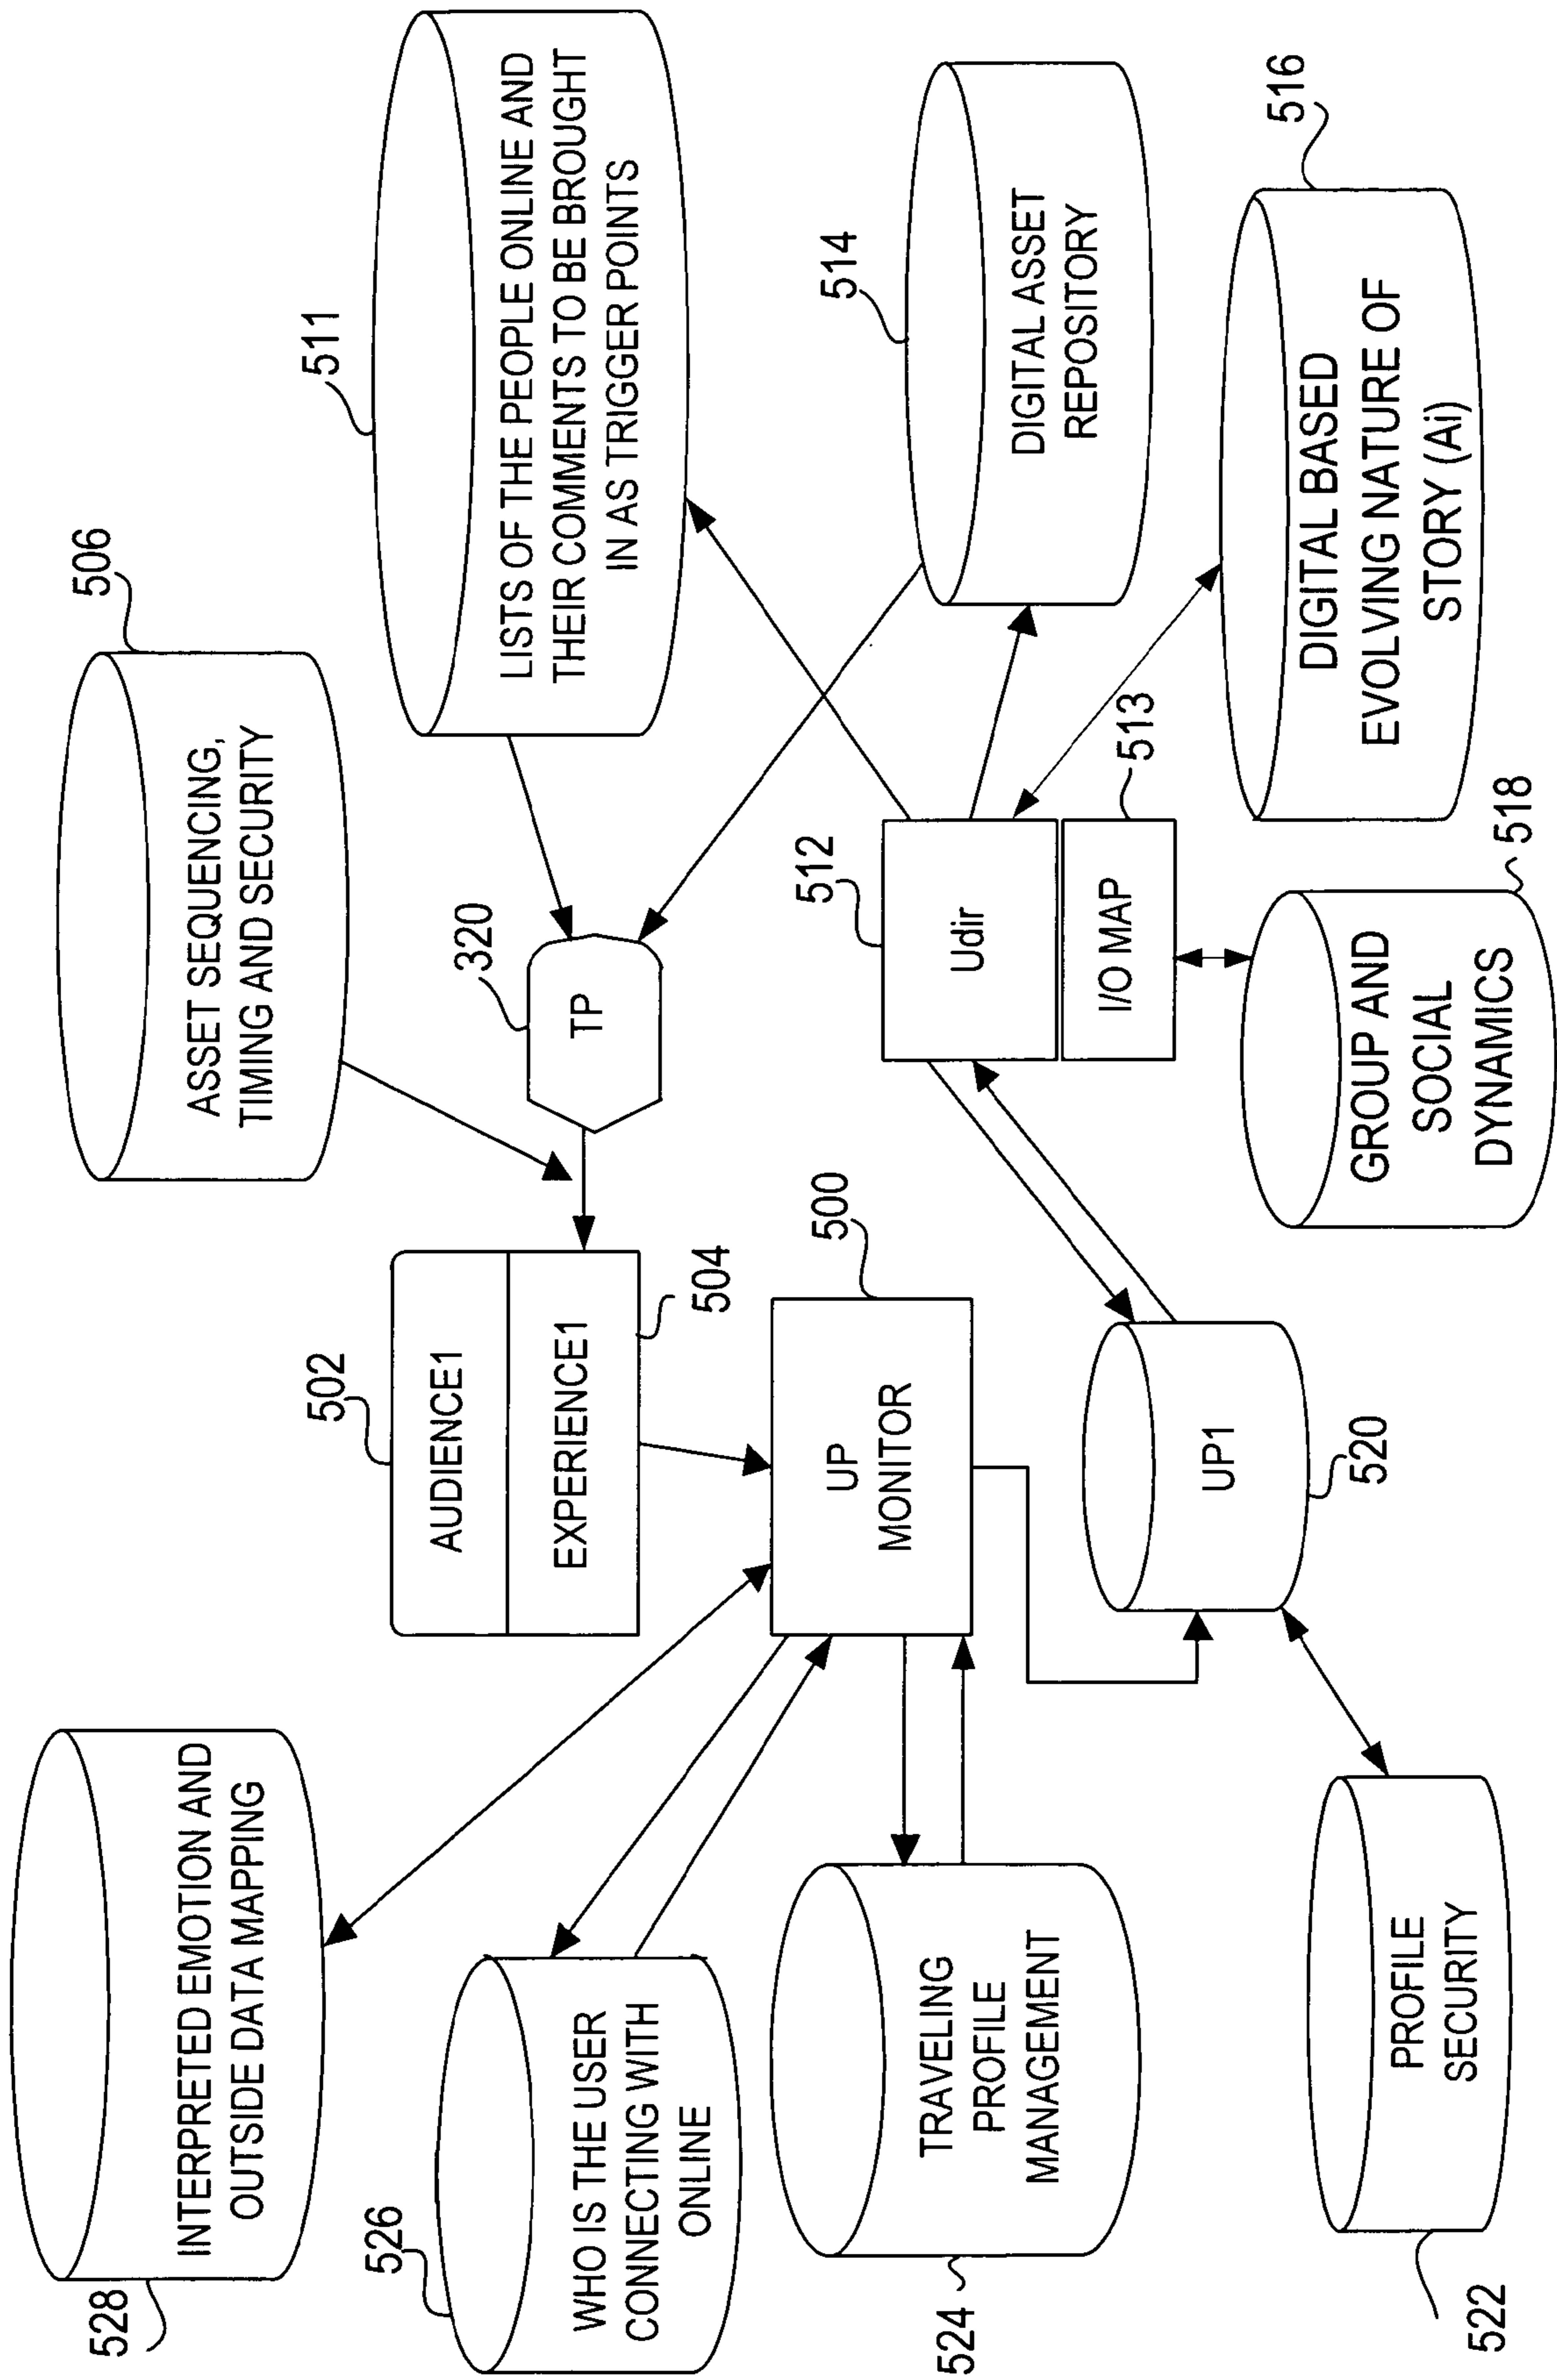 528
INTERPRETED EMOTION AND
OUTSIDE DATA MAPPING
506
ASSET SEQUENCING,
TIMING AND SECURITY
511
LISTS OF THE PEOPLE ONLINE AND
THEIR COMMENTS TO BE BROUGHT
IN AS TRIGGER POINTS
502
AUDIENCE1
EXPERIENCE1
504
320
TP
526
WHO IS THE USER
CONNECTING WITH
ONLINE
500
UP
MONITOR
512
Udir
I/O MAP
513
514
DIGITAL ASSET
REPOSITORY
524
TRAVELING
PROFILE
MANAGEMENT
UP1
520
516
DIGITAL BASED
EVOLVING NATURE OF
STORY (Ai)
522
PROFILE
SECURITY
GROUP AND
SOCIAL
DYNAMICS
518